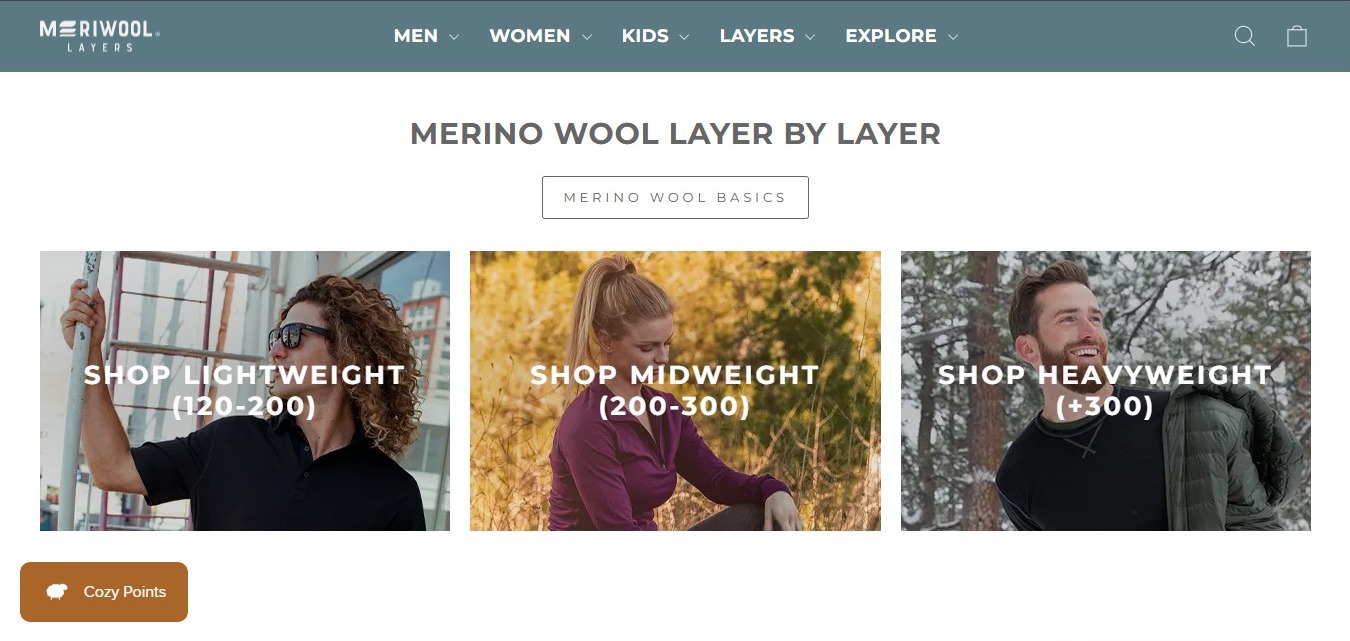 MERIWOOL®
LAYERS
MEN
WOMEN
KIDS
LAYERS
EXPLORE
MERINO WOOL LAYER BY LAYER
MERINO WOOL BASICS
SHOP LIGHTWEIGHT
(120-200)
SHOP MIDWEIGHT
(200-300)
SHOP HEAVYWEIGHT
(+300)
Cozy Points